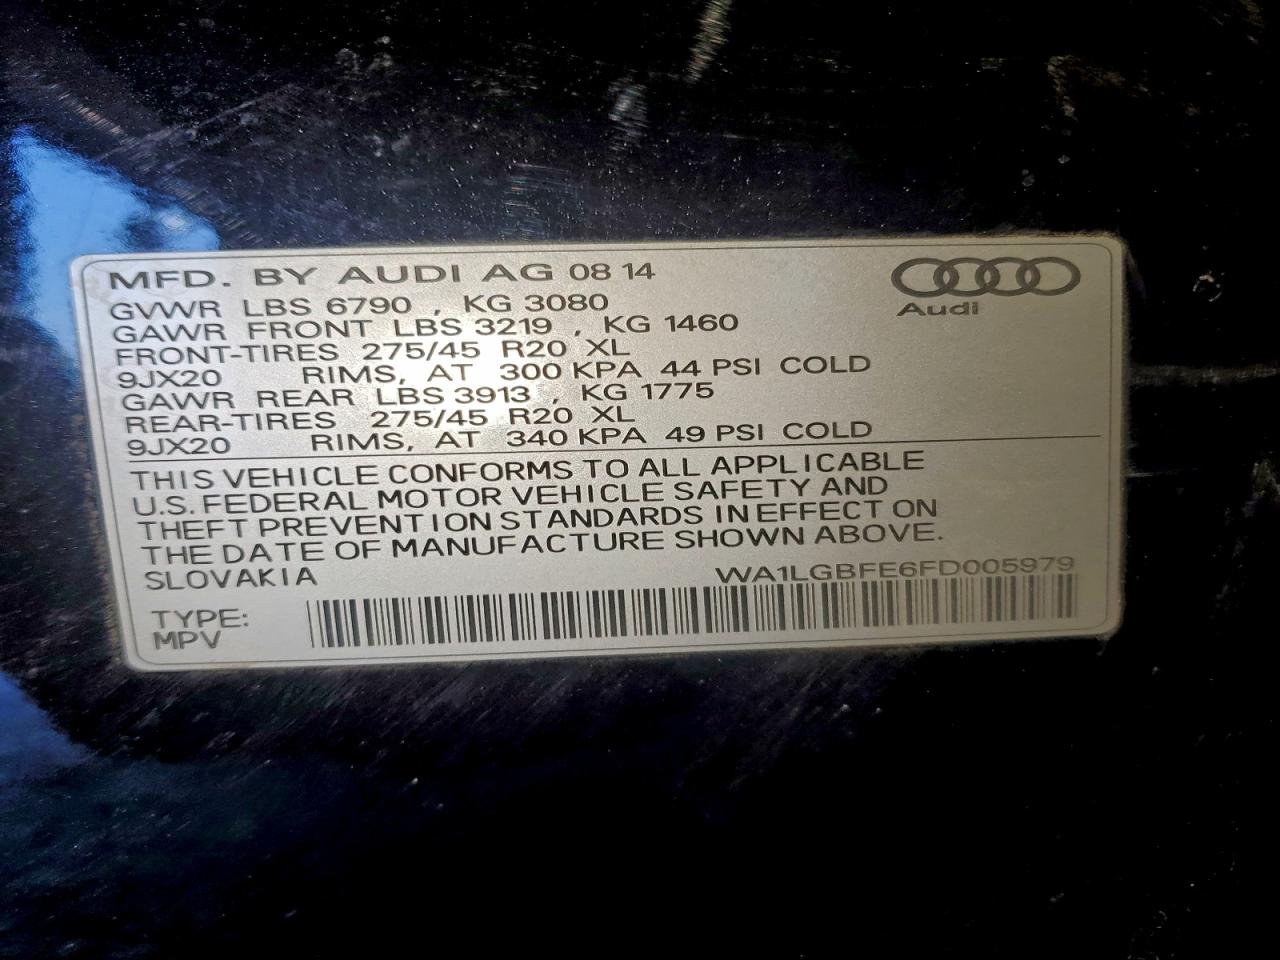 MFD. BY AUDI AG 08 14
Audi
GVWR LBS 6790 , KG 3080
GAWR FRONT LBS 3219 , KG 1460
FRONT-TIRES 275/45 R20 XL
9JX20 RIMS, AT 300 KPA 44 PSI COLD
GAWR REAR LBS 3913 , KG 1775
REAR-TIRES 275/45 R20 XL
9JX20 RIMS, AT 340 KPA 49 PSI COLD
THIS VEHICLE CONFORMS TO ALL APPLICABLE
U.S. FEDERAL MOTOR VEHICLE SAFETY AND
THEFT PREVENTION STANDARDS IN EFFECT ON
THE DATE OF MANUFACTURE SHOWN ABOVE.
SLOVAKIA WA1LGBFE6FD005979
TYPE:
MPV